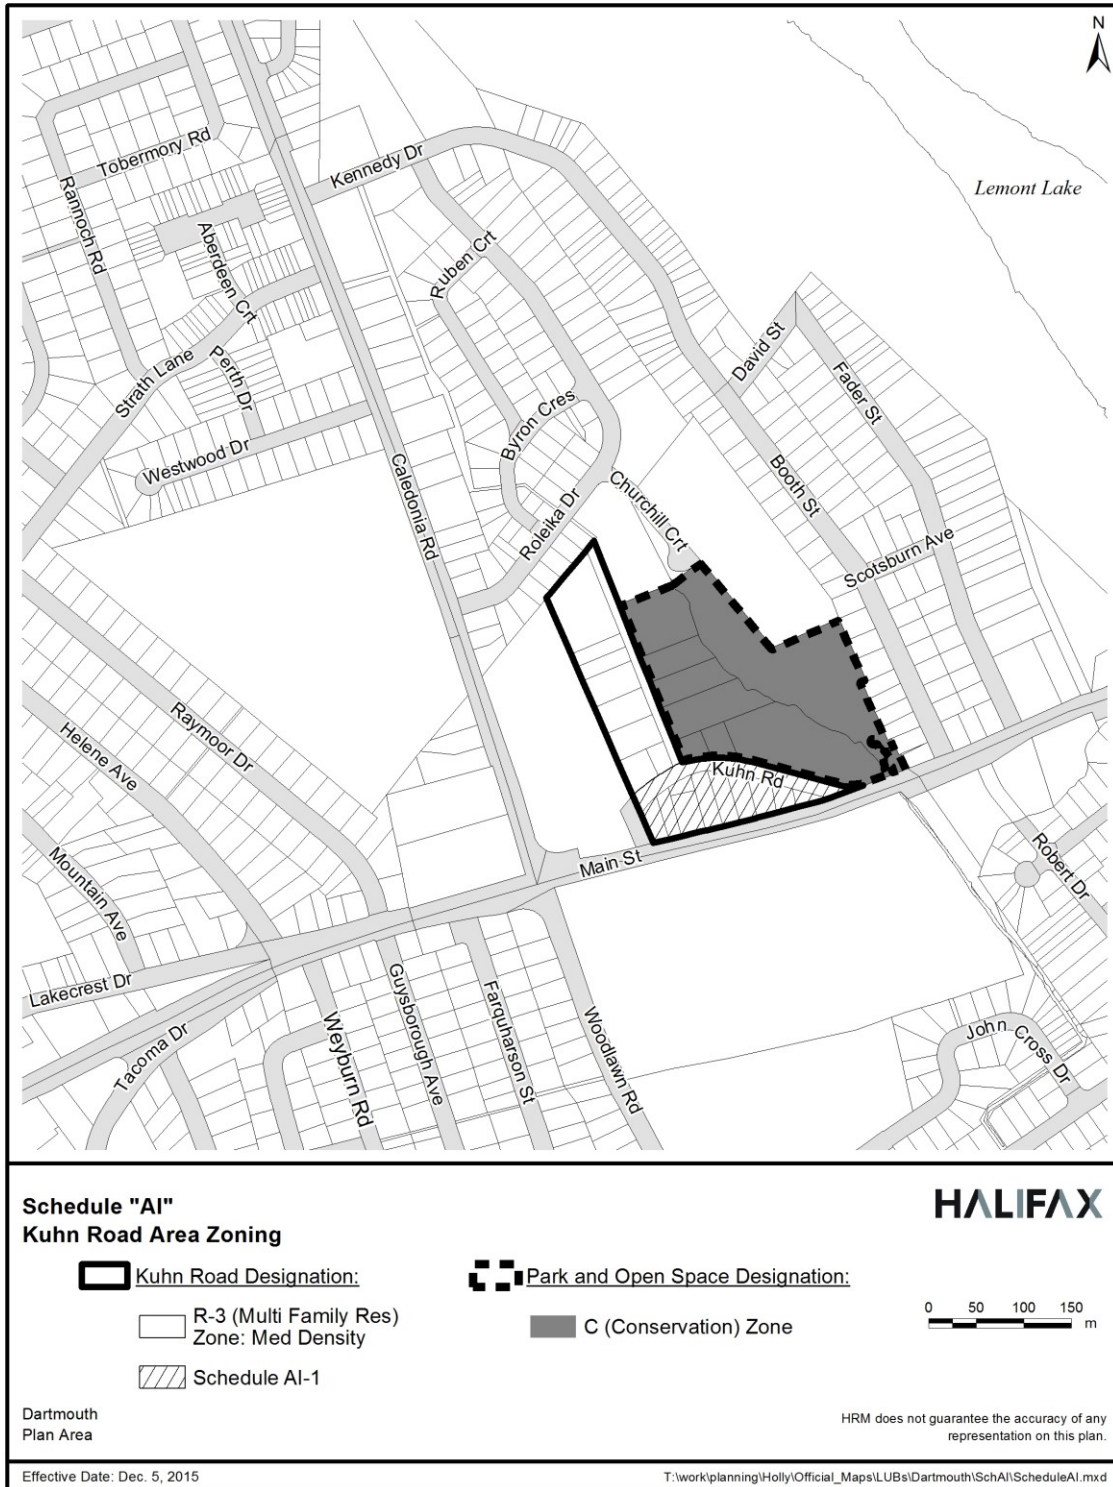 N
Lemont Lake
Tobermory Rd
Kennedy Dr
Rannoch Rd
Aberdeen Crt
Ruben Crt
Strath Lane
Perth Dr
David St
Fader St
Byron Cres
Westwood Dr
Caledonia Rd
Booth St
Churchill Crt
Roleika Dr
Scotsburn Ave
Raymoor Dr
Helene Ave
Kuhn Rd
Mountain Ave
Main St
Robert Dr
Lakecrest Dr
Tacoma Dr
Weyburn Rd
Guysborough Ave
Farquharson St
Woodlawn Rd
John Cross Dr
Schedule "AI"
Kuhn Road Area Zoning
HALIFAX
Kuhn Road Designation:
R-3 (Multi Family Res)
Zone: Med Density
Schedule AI-1
Park and Open Space Designation:
C (Conservation) Zone
0 50 100 150
m
Dartmouth
Plan Area
HRM does not guarantee the accuracy of any
representation on this plan.
Effective Date: Dec. 5, 2015
T:\work\planning\Holly\Official_Maps\LUBs\Dartmouth\SchAI\ScheduleAI.mxd